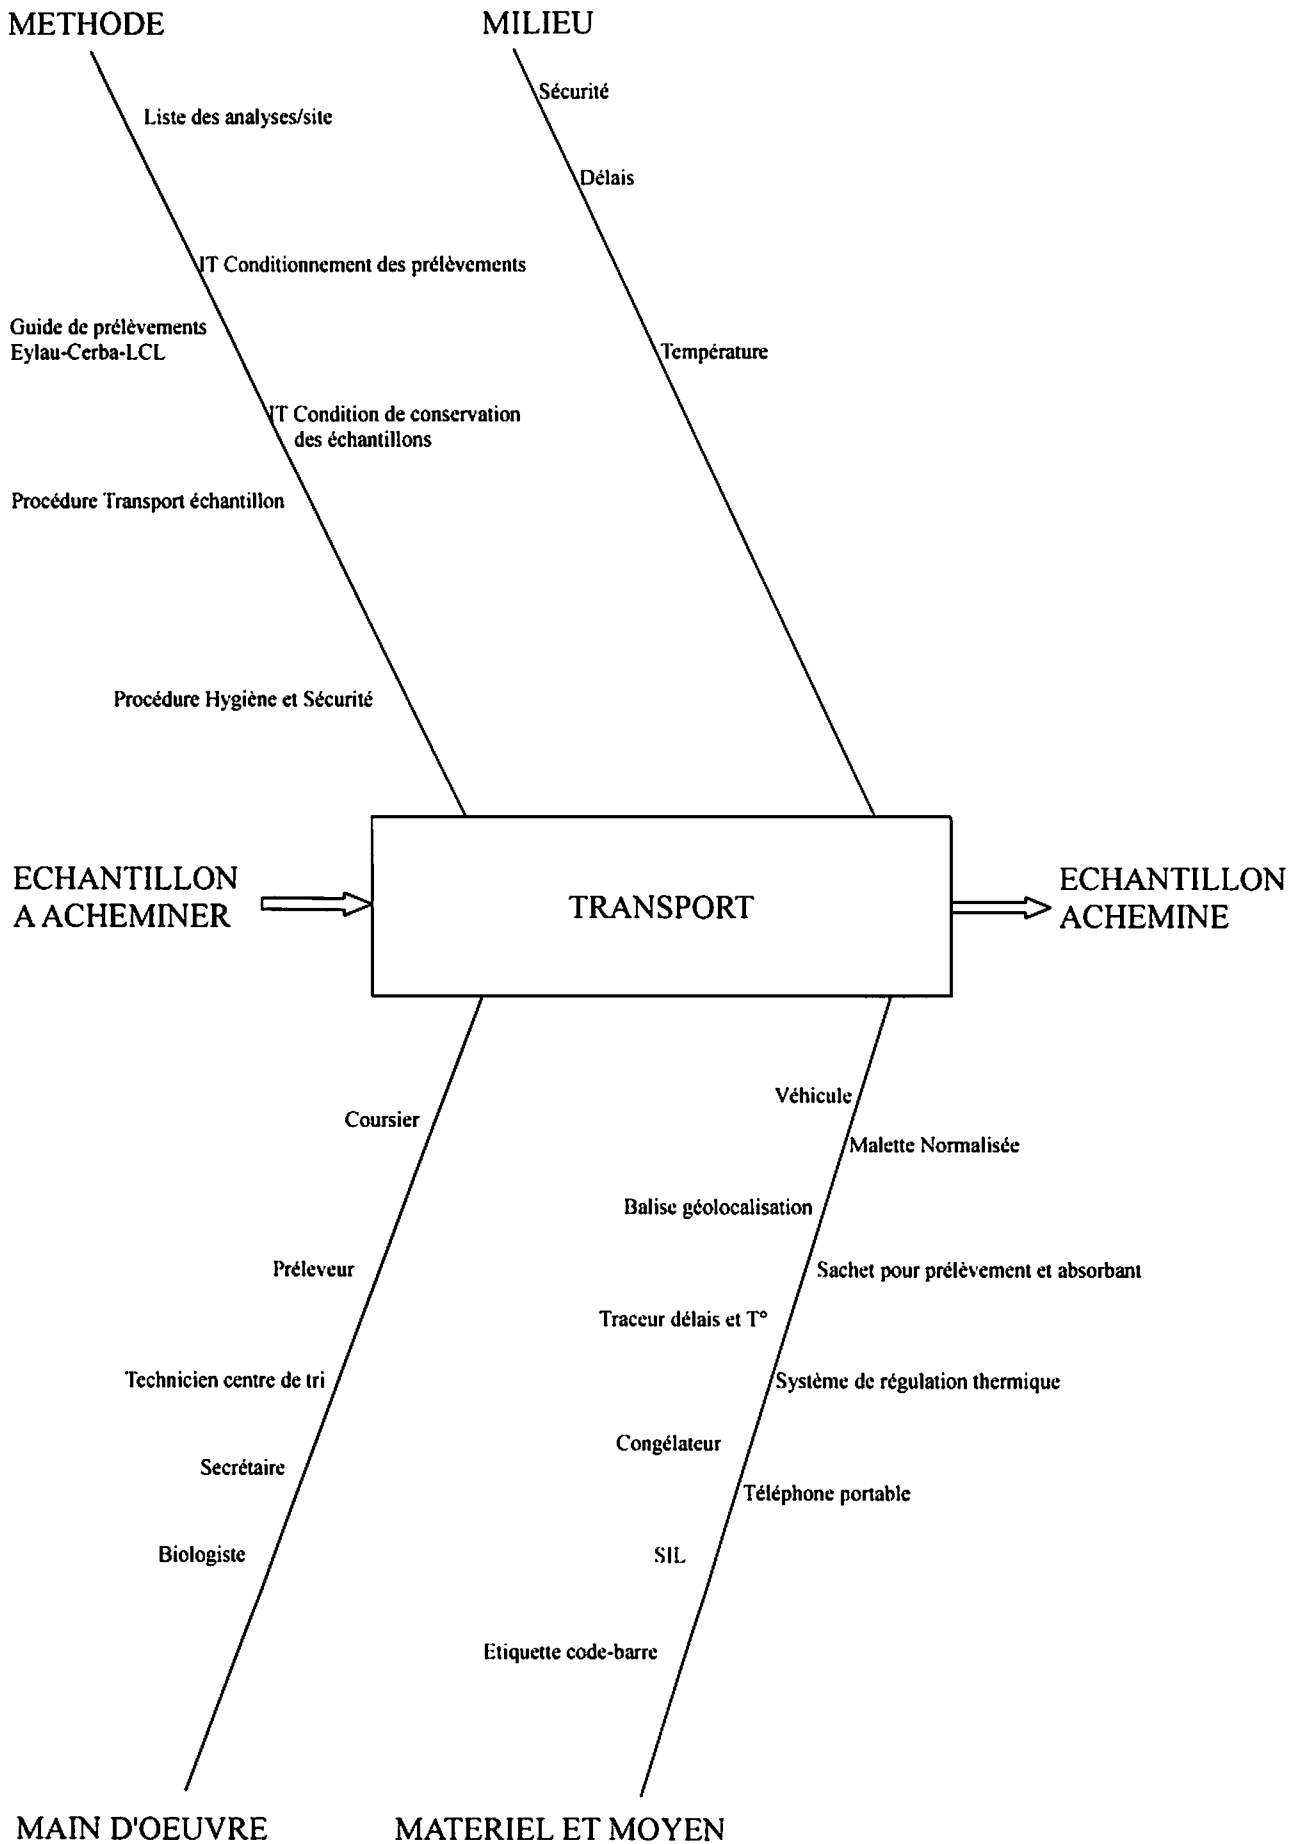 METHODE
MILIEU
Sécurité
Liste des analyses/site
Délais
IT Conditionnement des prélèvements
Guide de prélèvements
Eylau-Cerba-LCL
Température
IT Condition de conservation
des échantillons
Procédure Transport échantillon
Procédure Hygiène et Sécurité
ECHANTILLON
A ACHEMINER
TRANSPORT
ECHANTILLON
ACHEMINE
Véhicule
Coursier
Malette Normalisée
Balise géolocalisation
Préleveur
Sachet pour prélèvement et absorbant
Traceur délais et T°
Technicien centre de tri
Système de régulation thermique
Congélateur
Secrétaire
Téléphone portable
Biologiste
SIL
Etiquette code-barre
MAIN D'OEUVRE
MATERIEL ET MOYEN